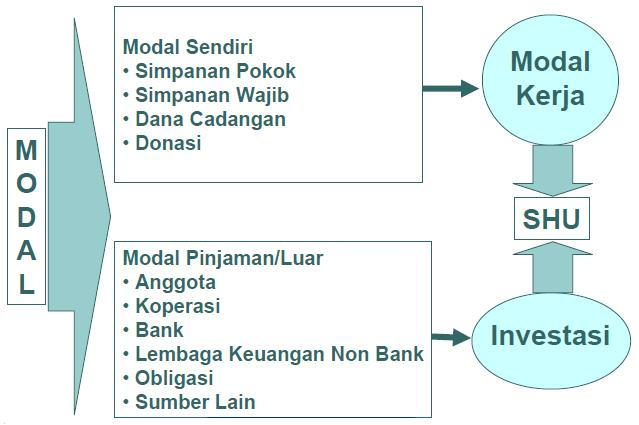 MODAL
Modal Sendiri
• Simpanan Pokok
• Simpanan Wajib
• Dana Cadangan
• Donasi
Modal Pinjaman/Luar
• Anggota
• Koperasi
• Bank
• Lembaga Keuangan Non Bank
• Obligasi
• Sumber Lain
Modal
Kerja
SHU
Investasi